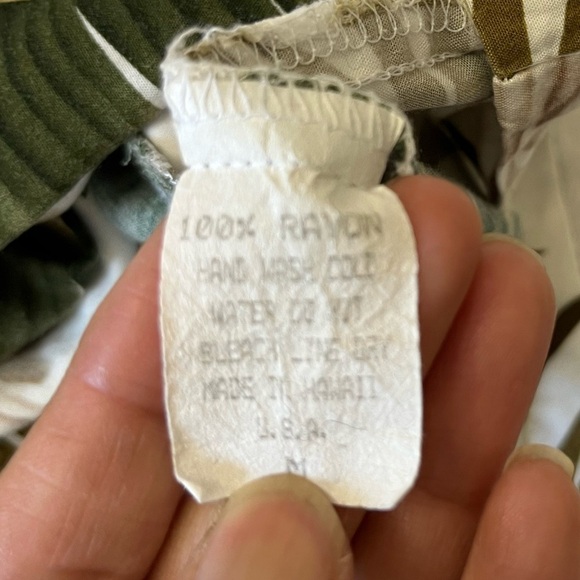 100% RAYON
HAND WASH COLD
WATER DO NOT
BLEACH LINE DRY
MADE IN HAWAII
U.S.A.
M